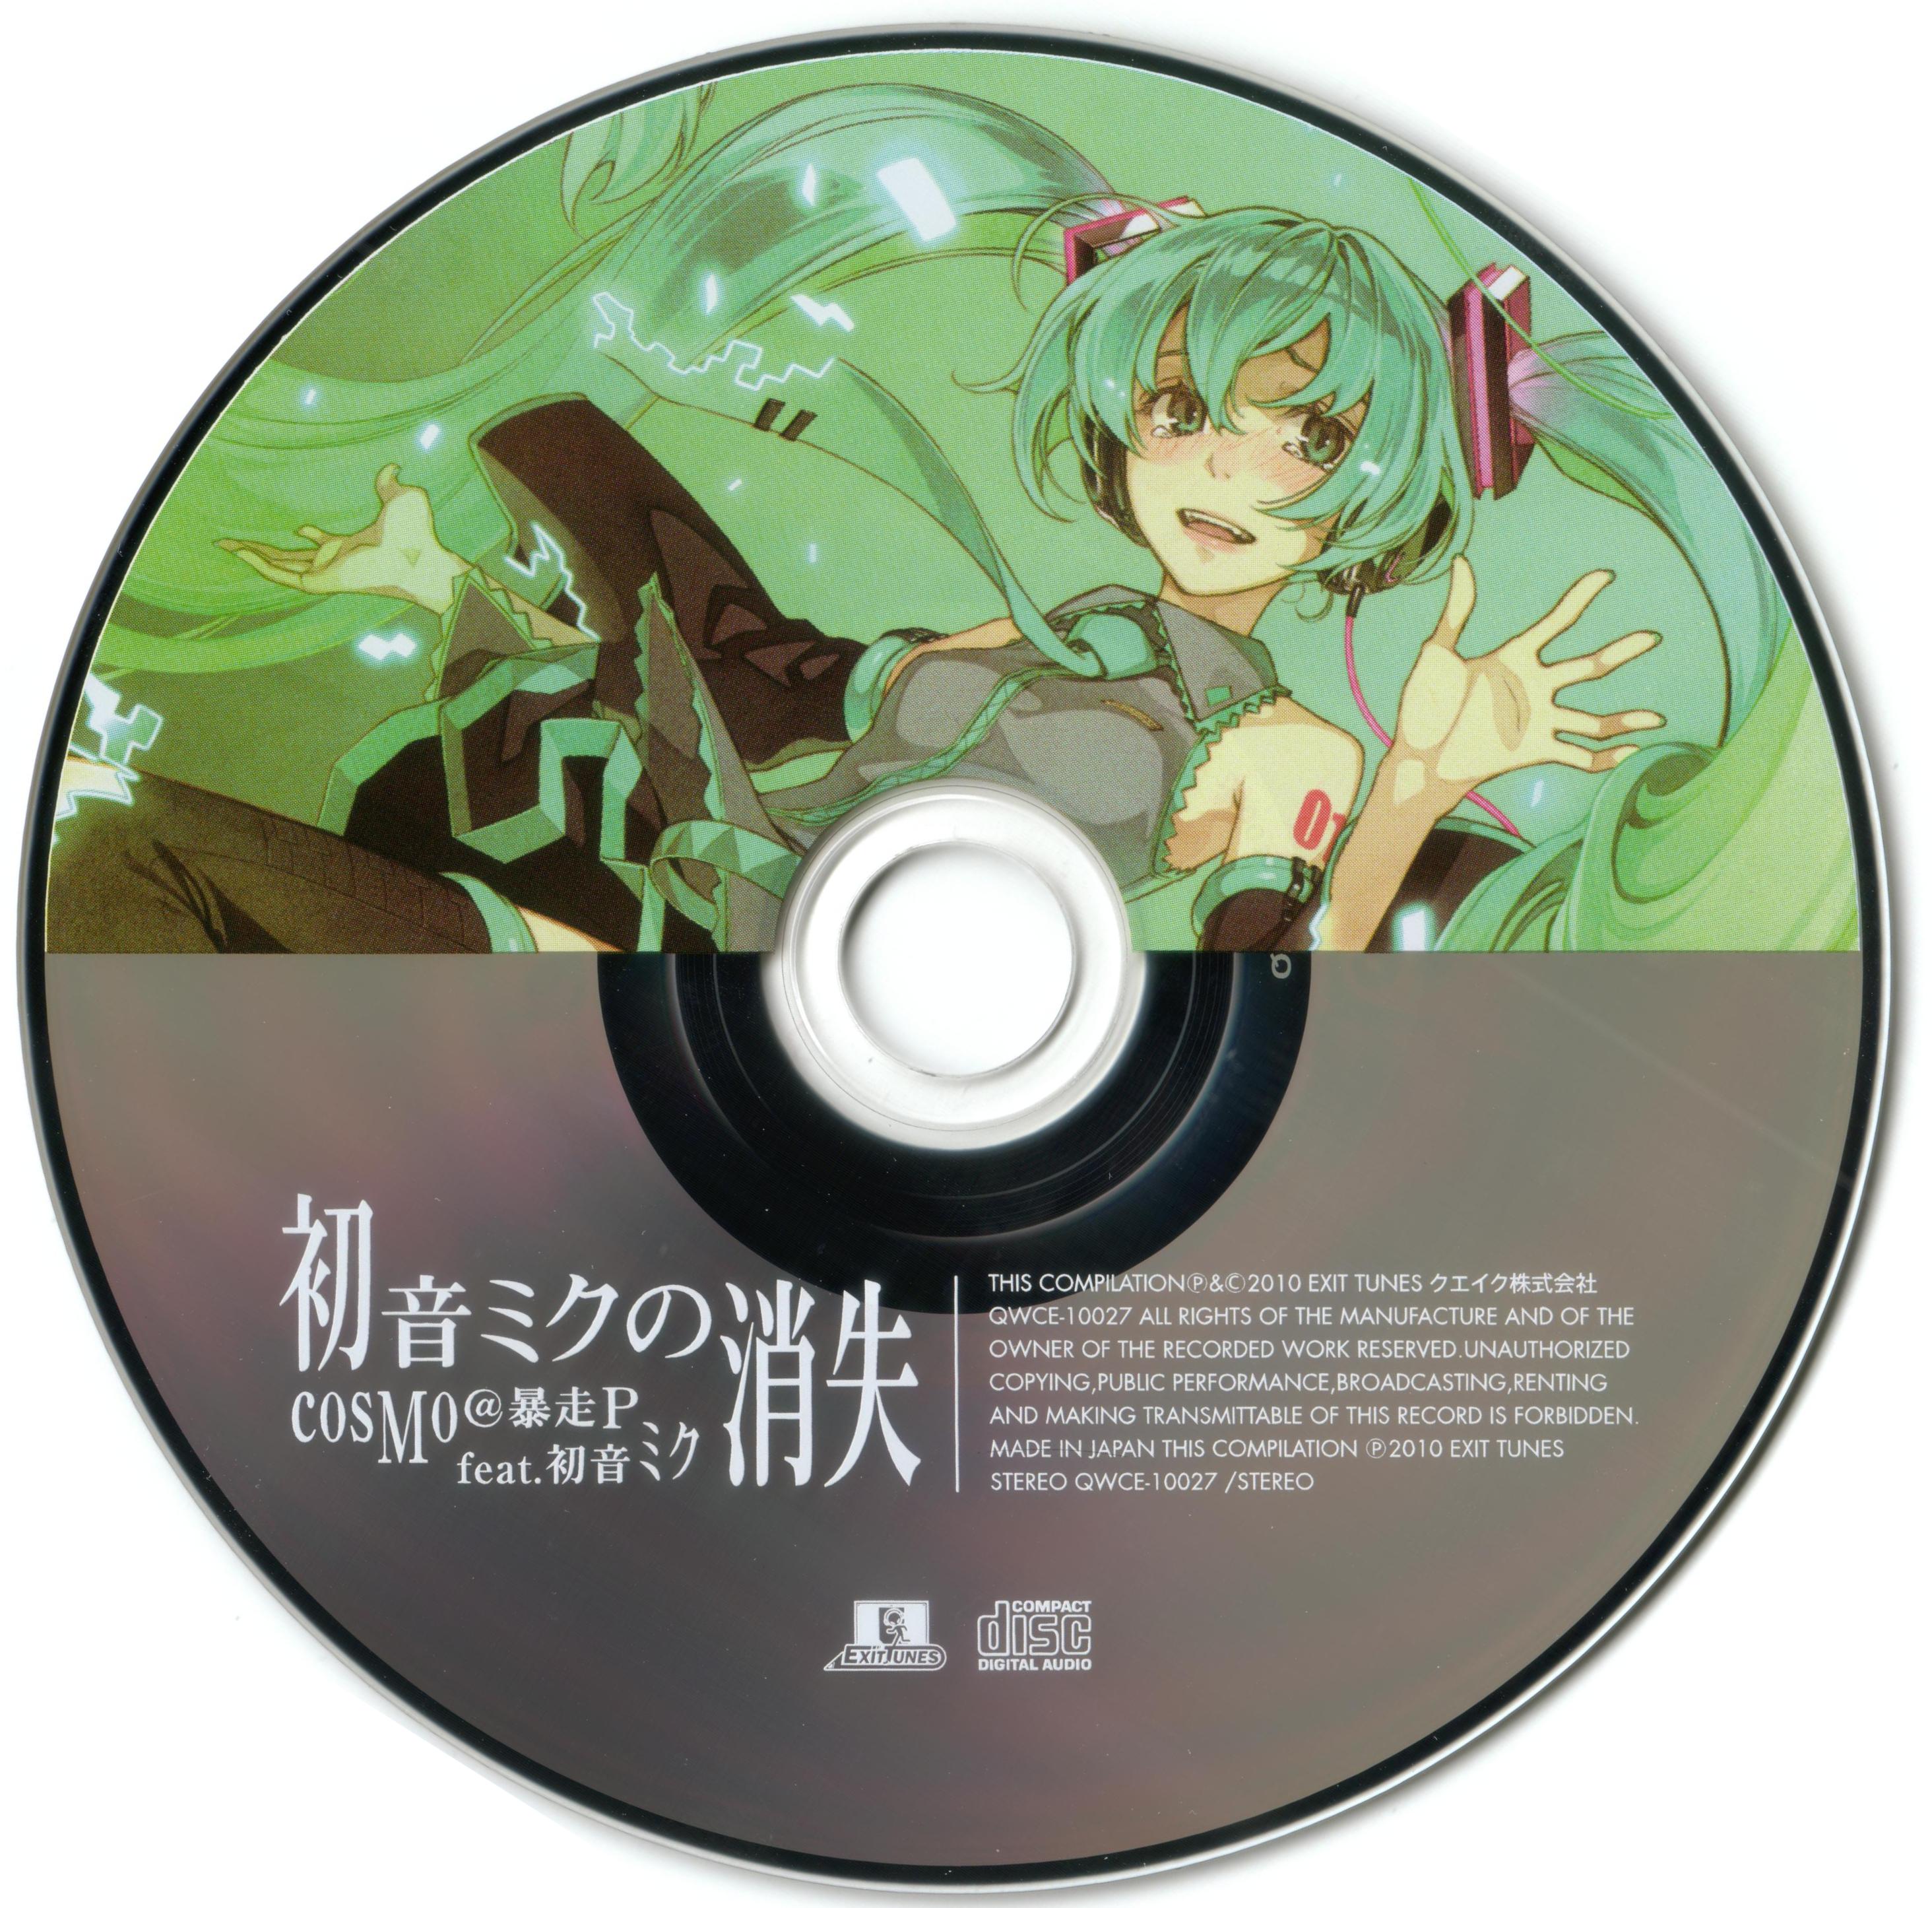 01
Q
初音ミクの消失
cosMo@暴走P
feat.初音ミク
THIS COMPILATIONⓅ&Ⓒ2010 EXIT TUNES クエイク株式会社
QWCE-10027 ALL RIGHTS OF THE MANUFACTURE AND OF THE
OWNER OF THE RECORDED WORK RESERVED.UNAUTHORIZED
COPYING,PUBLIC PERFORMANCE,BROADCASTING,RENTING
AND MAKING TRANSMITTABLE OF THIS RECORD IS FORBIDDEN.
MADE IN JAPAN THIS COMPILATION Ⓟ2010 EXIT TUNES
STEREO QWCE-10027 /STEREO
EXIT TUNES
COMPACT
disc
DIGITAL AUDIO